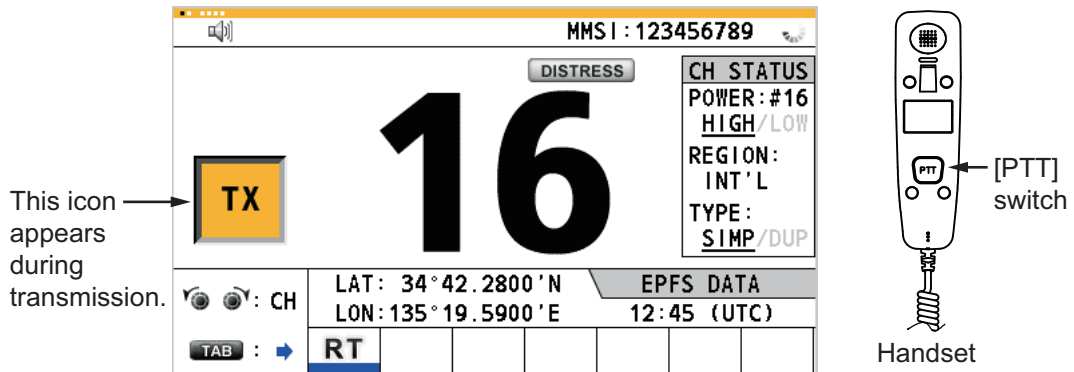 MMSI:123456789
DISTRESS
16
CH STATUS
POWER:#16
HIGH/LOW
REGION:
INT'L
TYPE:
SIMP/DUP
TX
This icon
appears
during
transmission.
: CH
LAT: 34°42.2800'N
LON:135°19.5900'E
EPFS DATA
12:45 (UTC)
TAB :
RT
PTT
[PTT]
switch
Handset